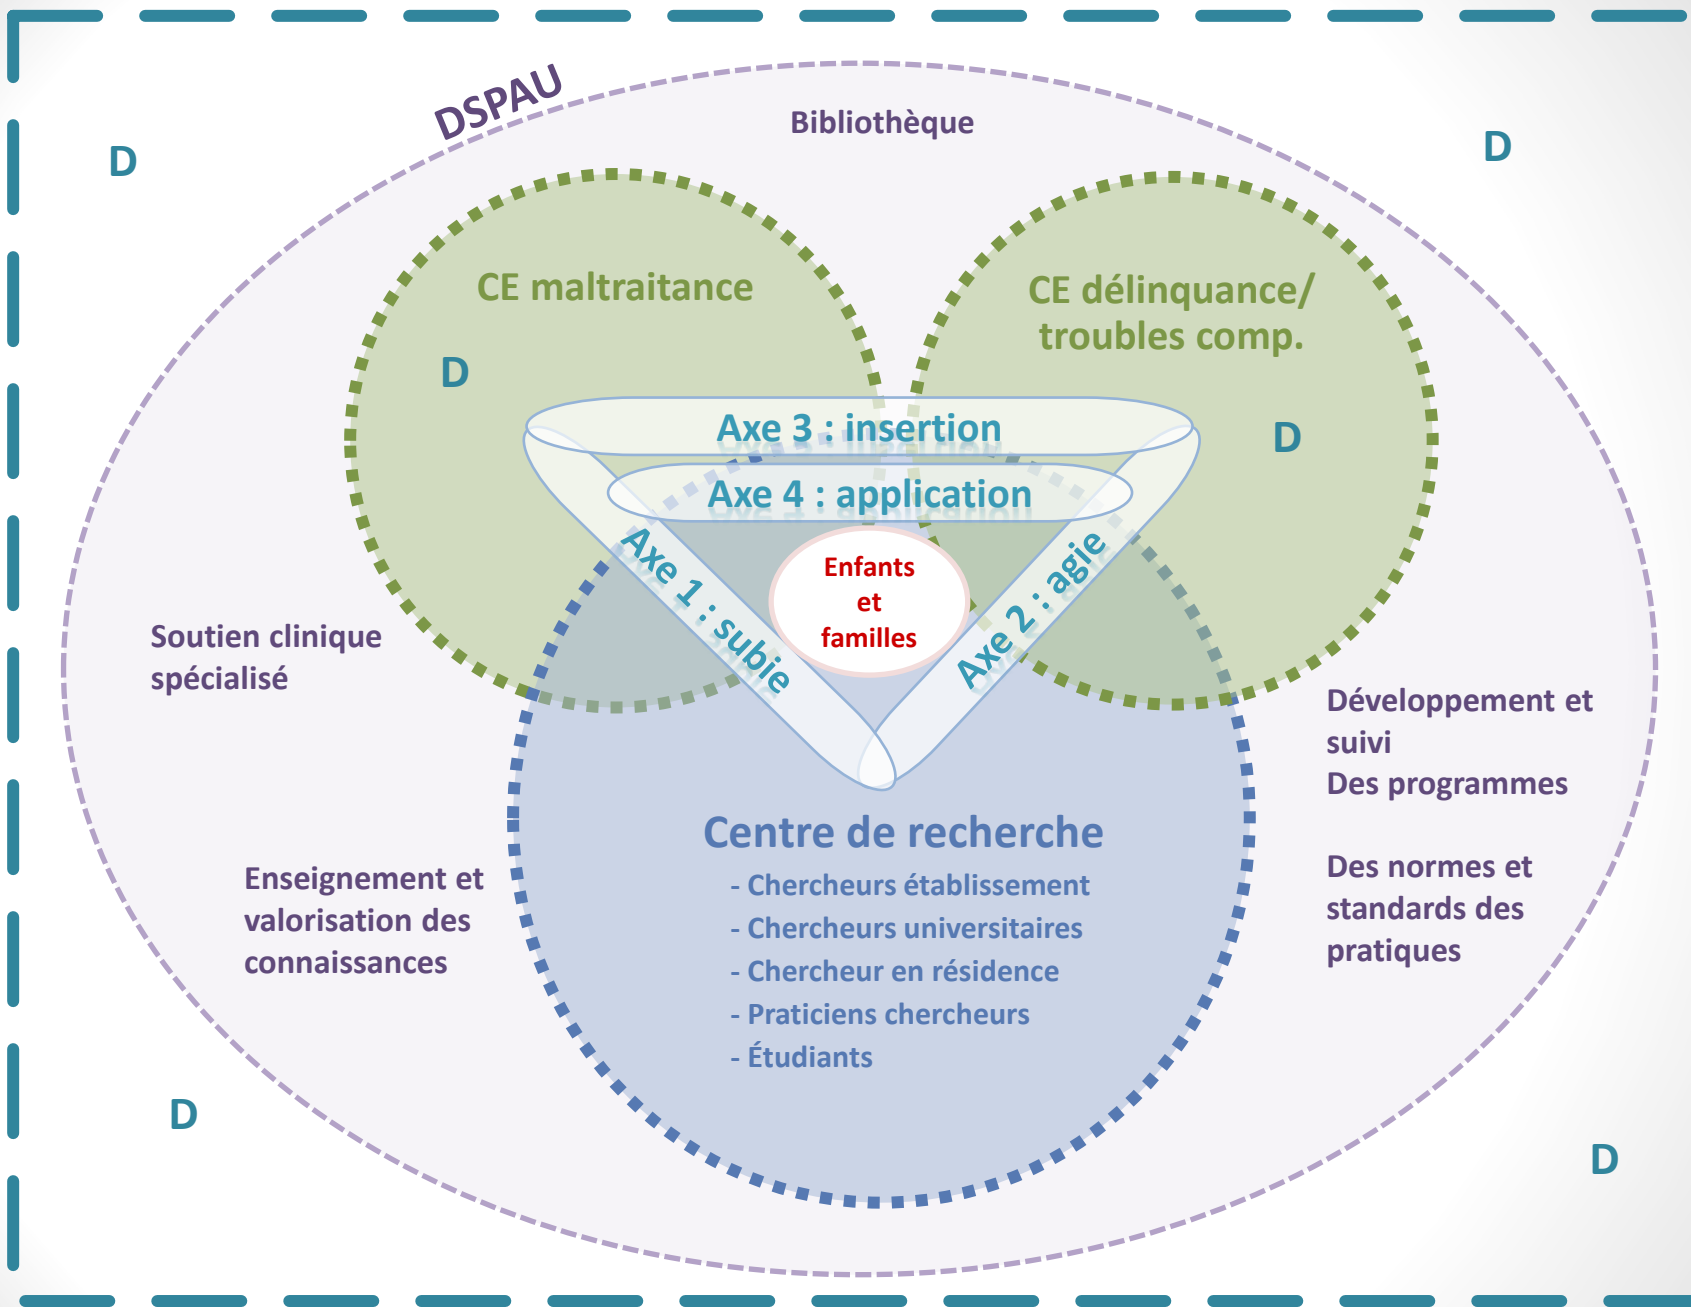 DSPAU
Bibliothèque
D
D
CE maltraitance
CE délinquance/
troubles comp.
D
D
Axe 3 : insertion
Axe 4 : application
Axe 1 : subie
Axe 2 : agie
Enfants
et
familles
Soutien clinique
spécialisé
Développement et
suivi
Des programmes
Des normes et
standards des
pratiques
Enseignement et
valorisation des
connaissances
Centre de recherche
- Chercheurs établissement
- Chercheurs universitaires
- Chercheur en résidence
- Praticiens chercheurs
- Étudiants
D
D